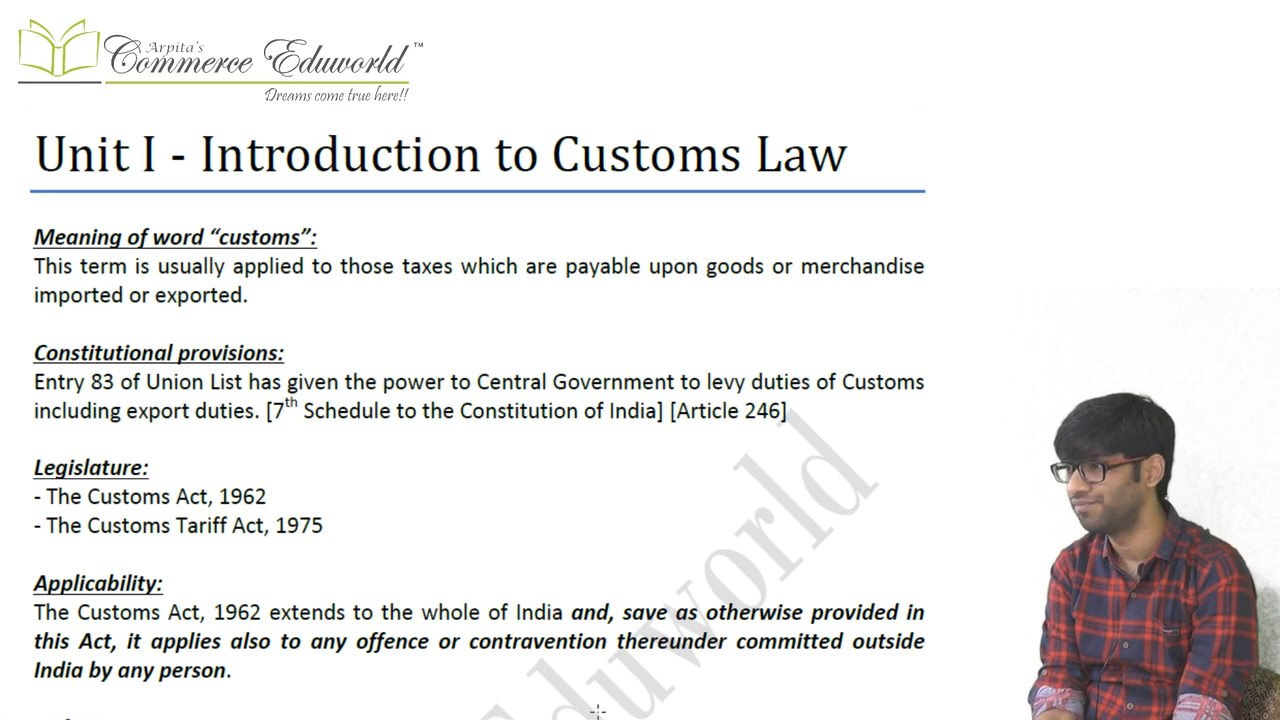 Arpita's
Commerce Eduworld™
Dreams come true here!!
Unit I - Introduction to Customs Law
Meaning of word “customs”:
This term is usually applied to those taxes which are payable upon goods or merchandise
imported or exported.
Constitutional provisions:
Entry 83 of Union List has given the power to Central Government to levy duties of Customs
including export duties. [7th Schedule to the Constitution of India] [Article 246]
Legislature:
- The Customs Act, 1962
- The Customs Tariff Act, 1975
Applicability:
The Customs Act, 1962 extends to the whole of India and, save as otherwise provided in
this Act, it applies also to any offence or contravention thereunder committed outside
India by any person.
Eduworld